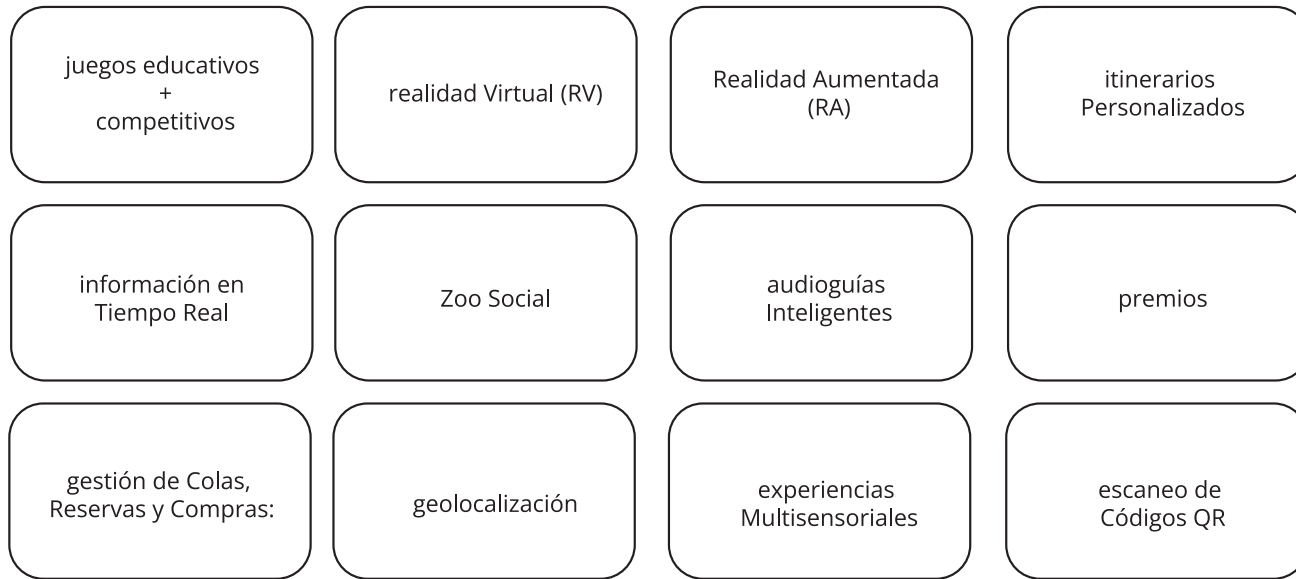 juegos educativos
+
competitivos
realidad Virtual (RV)
Realidad Aumentada
(RA)
itinerarios
Personalizados
información en
Tiempo Real
Zoo Social
audioguías
Inteligentes
premios
gestión de Colas,
Reservas y Compras:
geolocalización
experiencias
Multisensoriales
escaneo de
Códigos QR